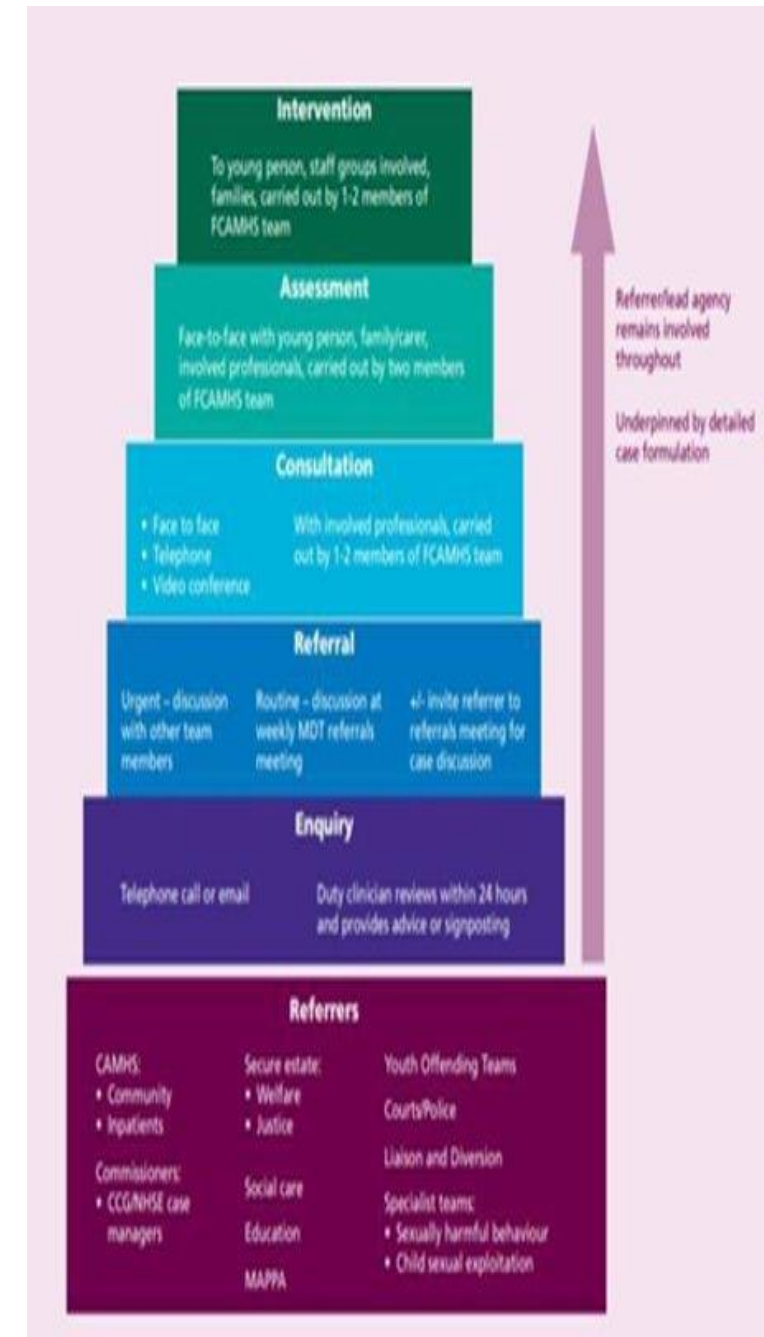 Intervention
To young person, staff groups involved,
families, carried out by 1-2 members of
FCAMHS team
Assessment
Face-to-face with young person, family/carer,
involved professionals, carried out by two members
of FCAMHS team
Consultation
• Face to face
• Telephone
• Video conference
With involved professionals, carried
out by 1-2 members of FCAMHS team
Referral
Urgent – discussion
with other team
members
Routine – discussion at
weekly MDT referrals
meeting
+/- invite referrer to
referrals meeting for
case discussion
Enquiry
Telephone call or email
Duty clinician reviews within 24 hours
and provides advice or signposting
Referrers
CAMHS:
• Community
• Inpatients
Commissioners:
• CCG/NHSE case
managers
Secure estate:
• Welfare
• Justice
Social care
Education
MAPPA
Youth Offending Teams
Courts/Police
Liaison and Diversion
Specialist teams:
• Sexually harmful behaviour
• Child sexual exploitation
Referrer/lead agency
remains involved
throughout
Underpinned by detailed
case formulation